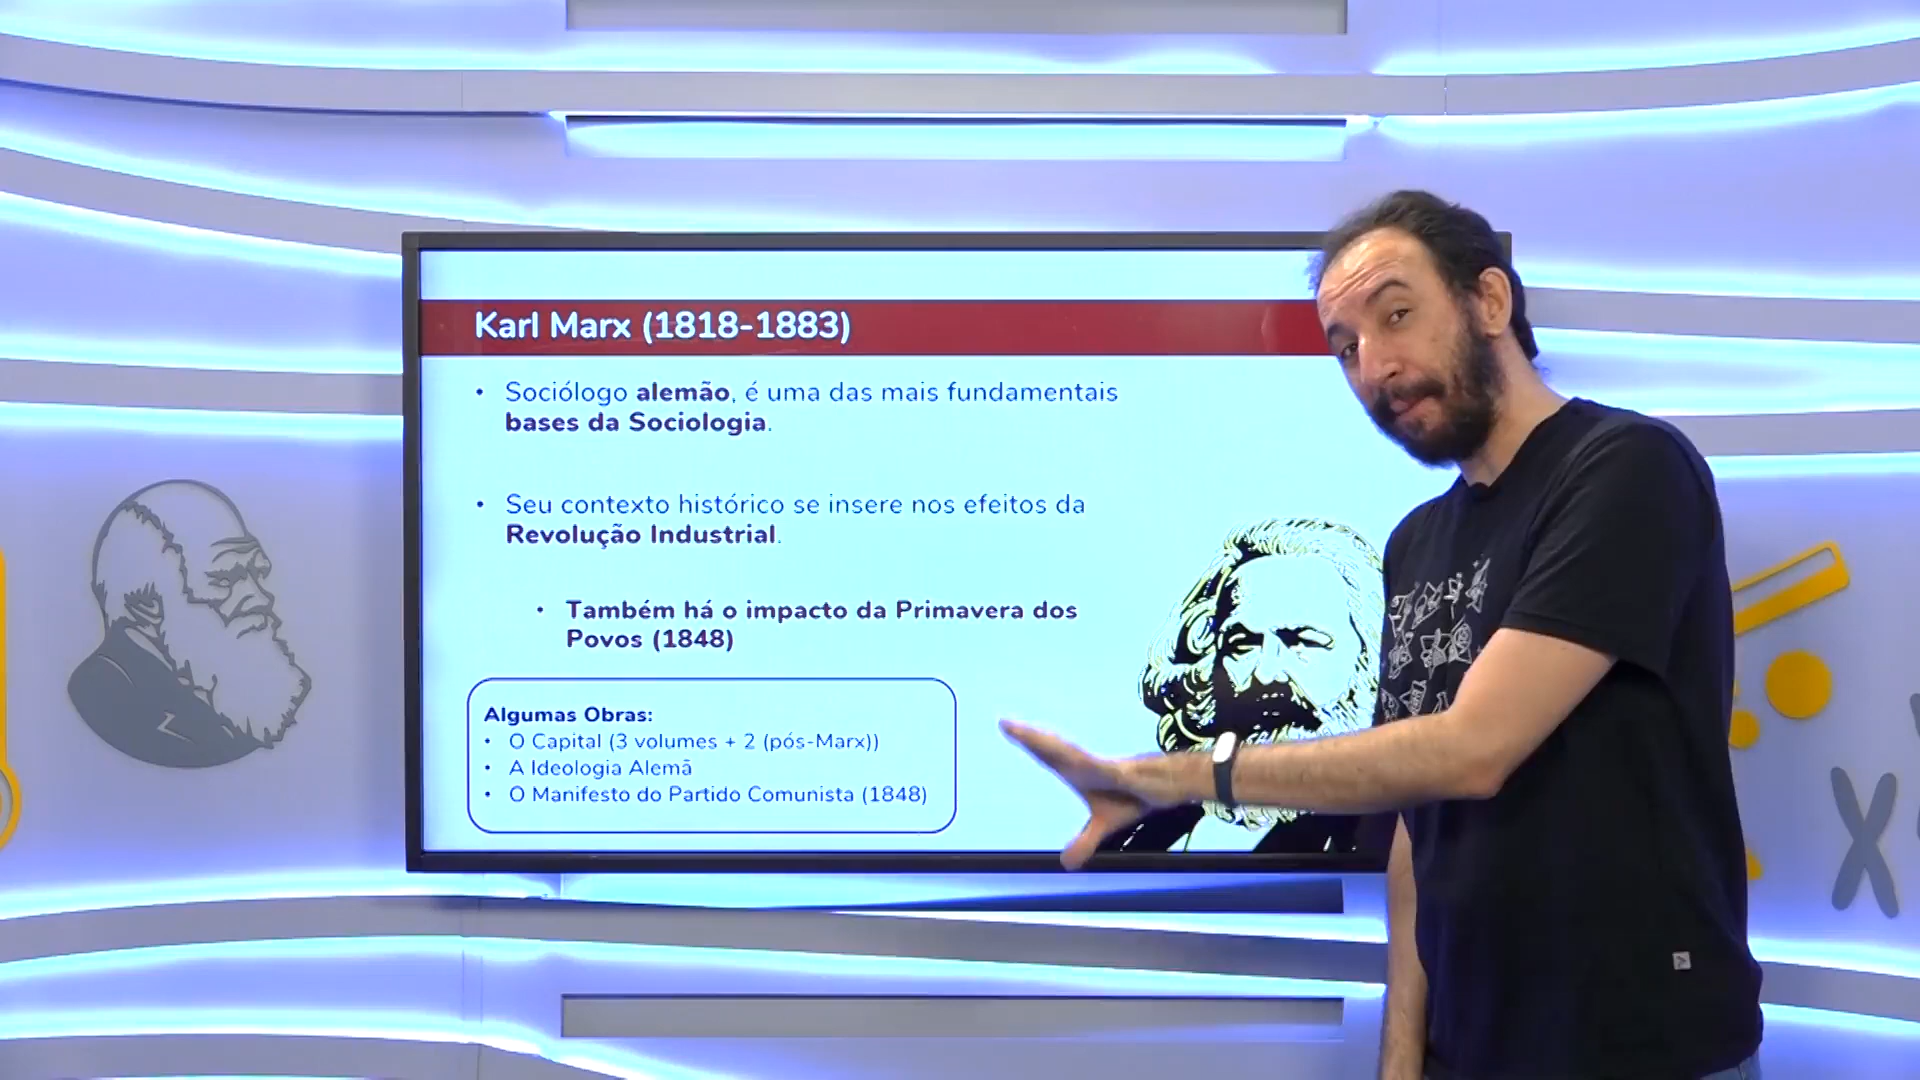 Karl Marx (1818-1883)
• Sociólogo alemão, é uma das mais fundamentais
bases da Sociologia.
• Seu contexto histórico se insere nos efeitos da
Revolução Industrial.
• Também há o impacto da Primavera dos
Povos (1848)
Algumas Obras:
• O Capital (3 volumes + 2 (pós-Marx))
• A Ideologia Alemã
• O Manifesto do Partido Comunista (1848)
X